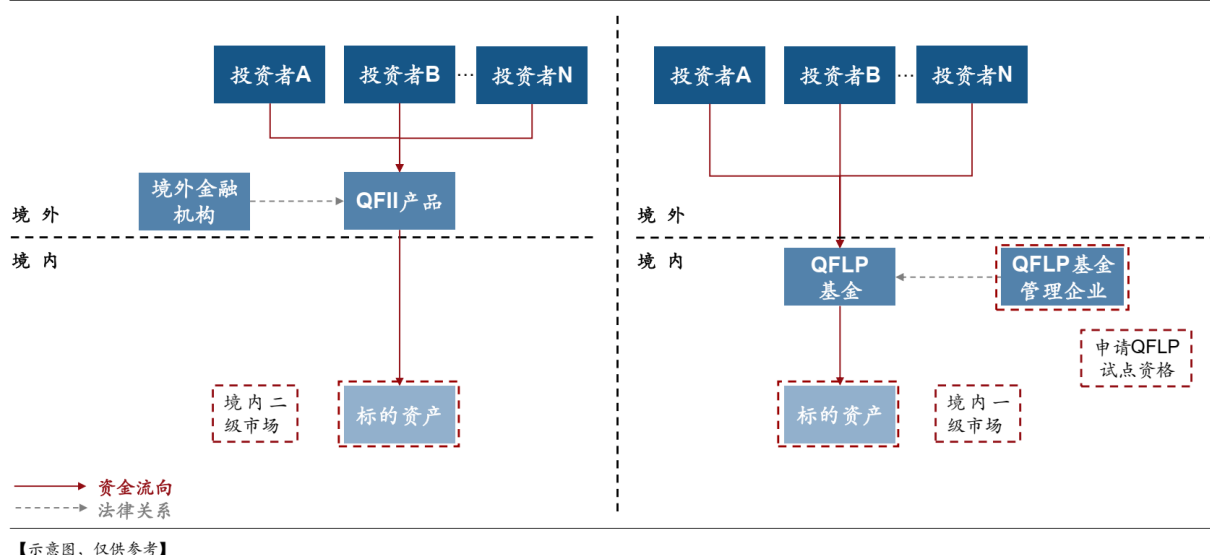 投资者A
投资者B
…
投资者N
境外金融
机构
QFII产品
境 外
境 内
境内二
级市场
标的资产
资金流向
法律关系
投资者A
投资者B
…
投资者N
境 外
境 内
QFLP
基金
QFLP基金
管理企业
申请QFLP
试点资格
标的资产
境内一
级市场
【示意图，仅供参考】